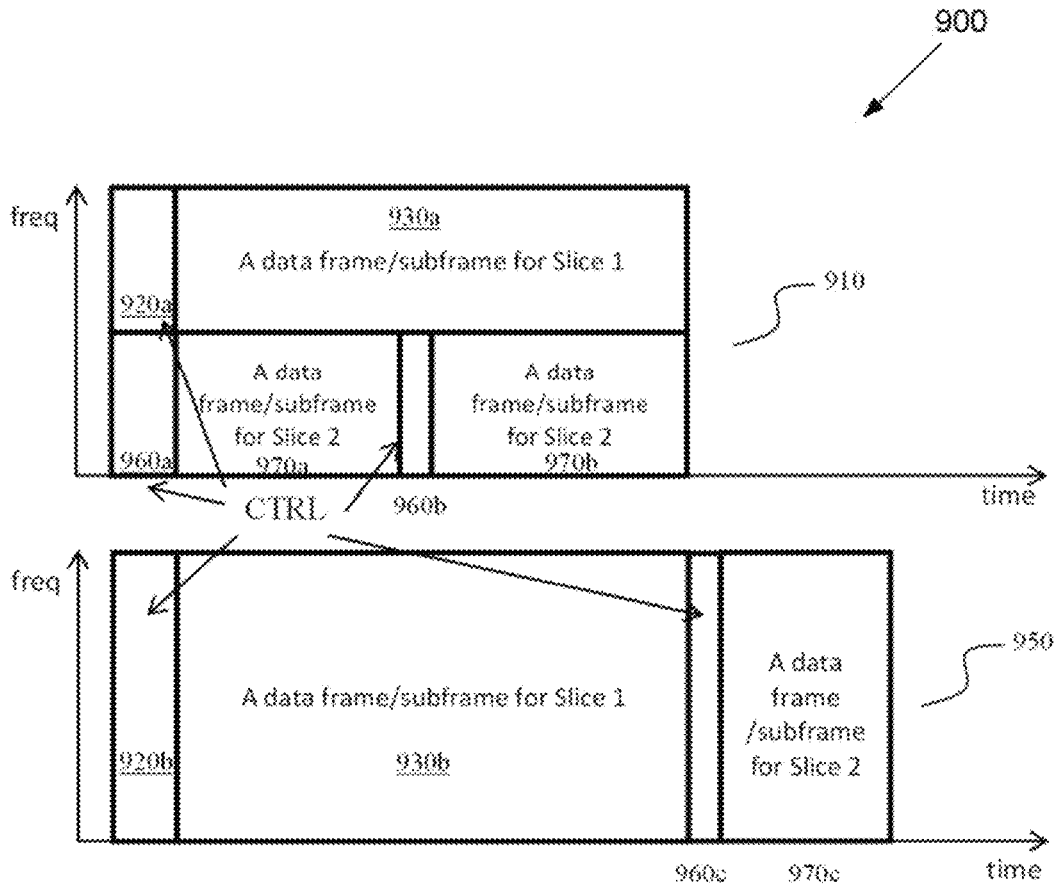 900
freq
930a
A data frame/subframe for Slice 1
910
920a
A data
frame/subframe
for Slice 2
A data
frame/subframe
for Slice 2
960a
970a
970b
time
CTRL
960b
freq
950
A data
frame
/subframe
for Slice 2
A data frame/subframe for Slice 1
920b
930b
960c
970c
time